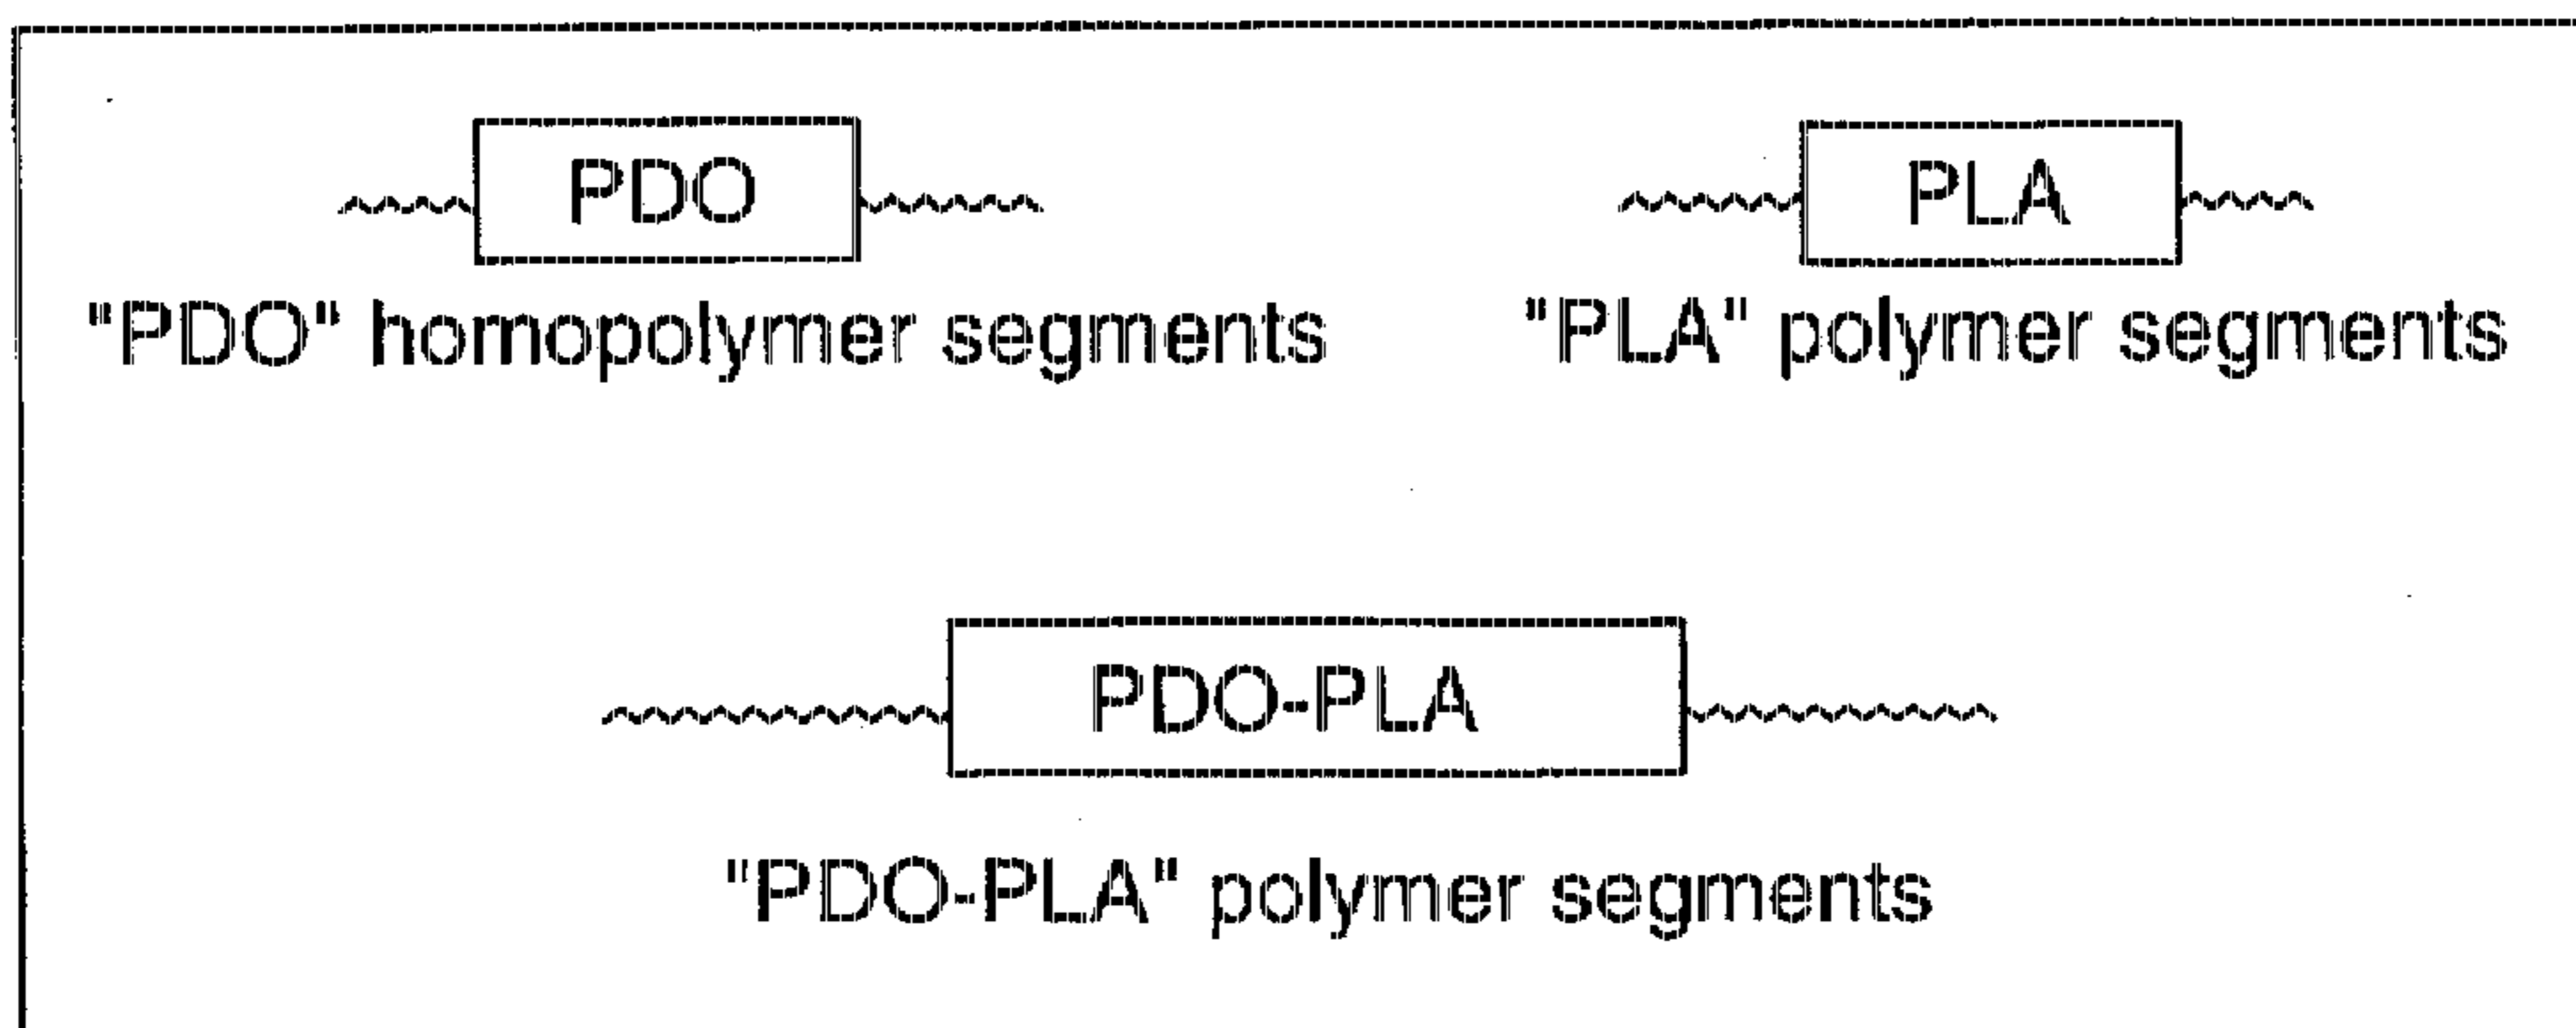 PDO PLA
"PDO" homopolymer segments "PLA" polymer segments
PDO-PLA
"PDO-PLA" polymer segments